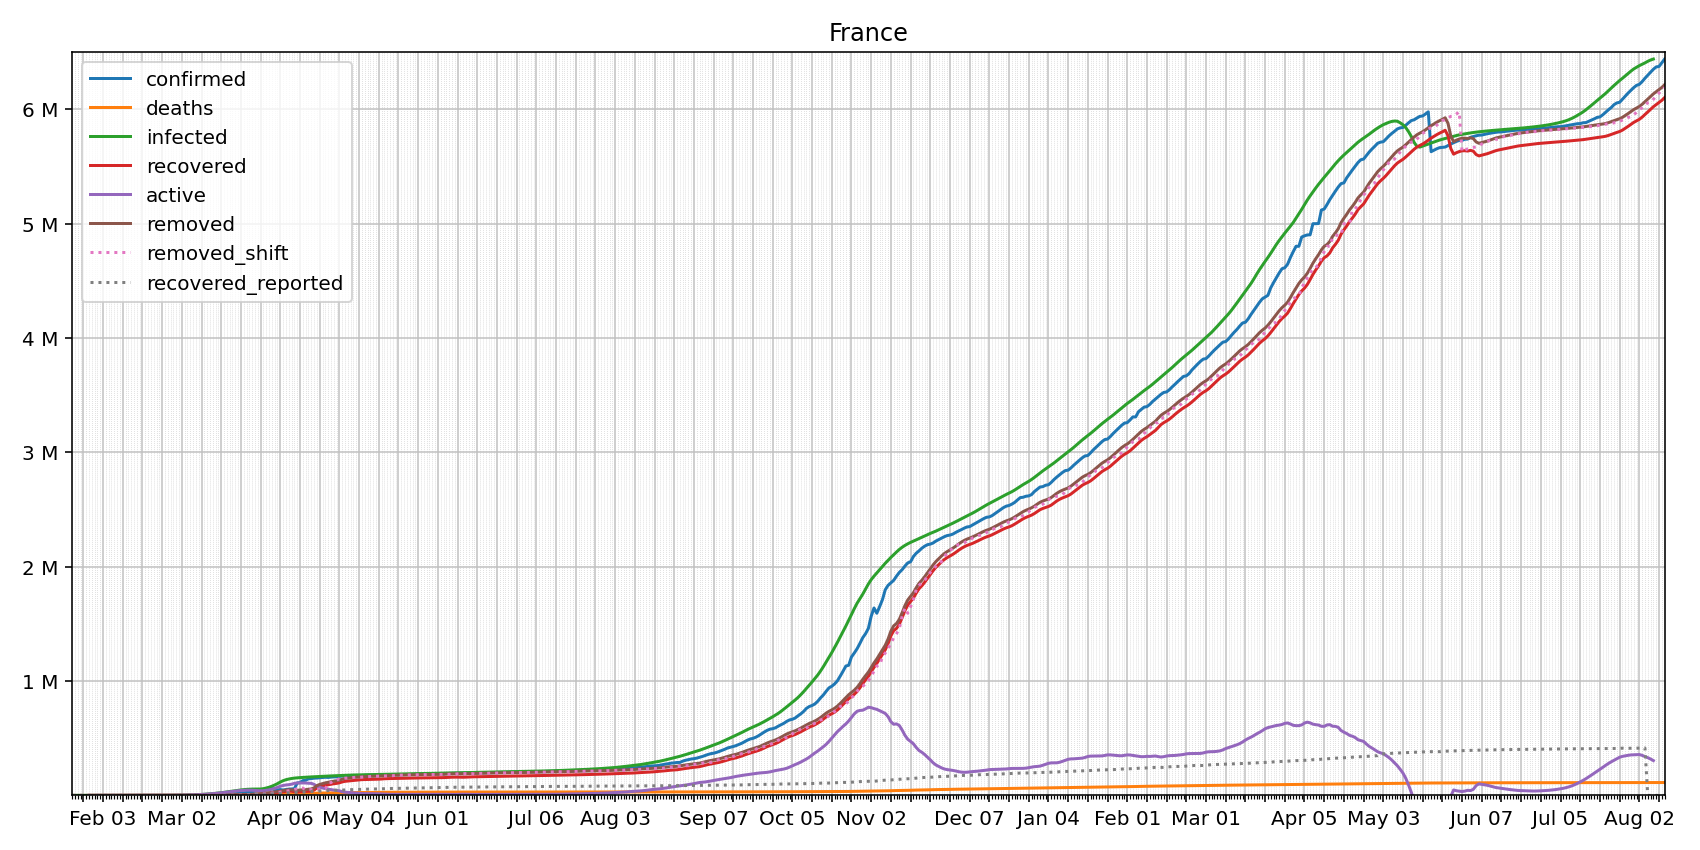 France
confirmed
deaths
infected
recovered
active
removed
removed_shift
recovered_reported
6 M
5 M
4 M
3 M
2 M
1 M
Feb 03 Mar 02 Apr 06 May 04 Jun 01 Jul 06 Aug 03 Sep 07 Oct 05 Nov 02 Dec 07 Jan 04 Feb 01 Mar 01 Apr 05 May 03 Jun 07 Jul 05 Aug 02